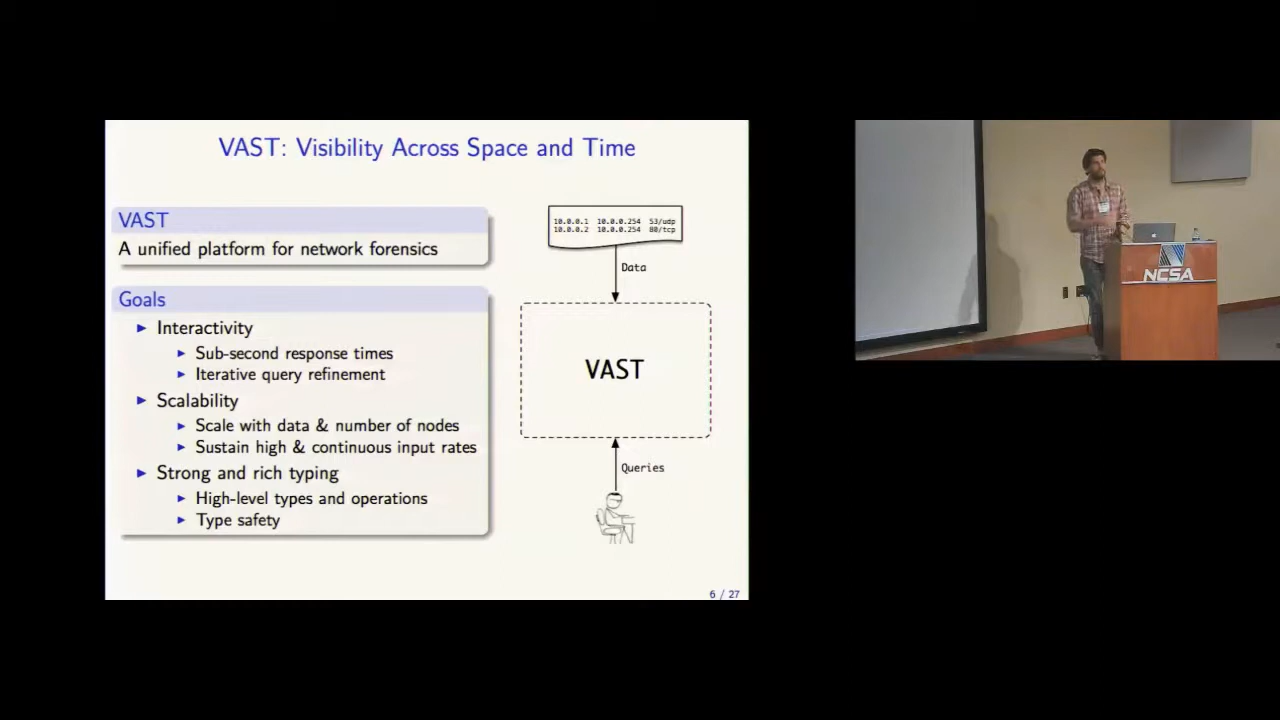 VAST: Visibility Across Space and Time
VAST
A unified platform for network forensics
Goals
Interactivity
Sub-second response times
Iterative query refinement
Scalability
Scale with data & number of nodes
Sustain high & continuous input rates
Strong and rich typing
High-level types and operations
Type safety
10.0.0.1 10.0.0.254 53/udp
10.0.0.2 10.0.0.254 80/tcp
Data
VAST
Queries
6 / 27
NCSA